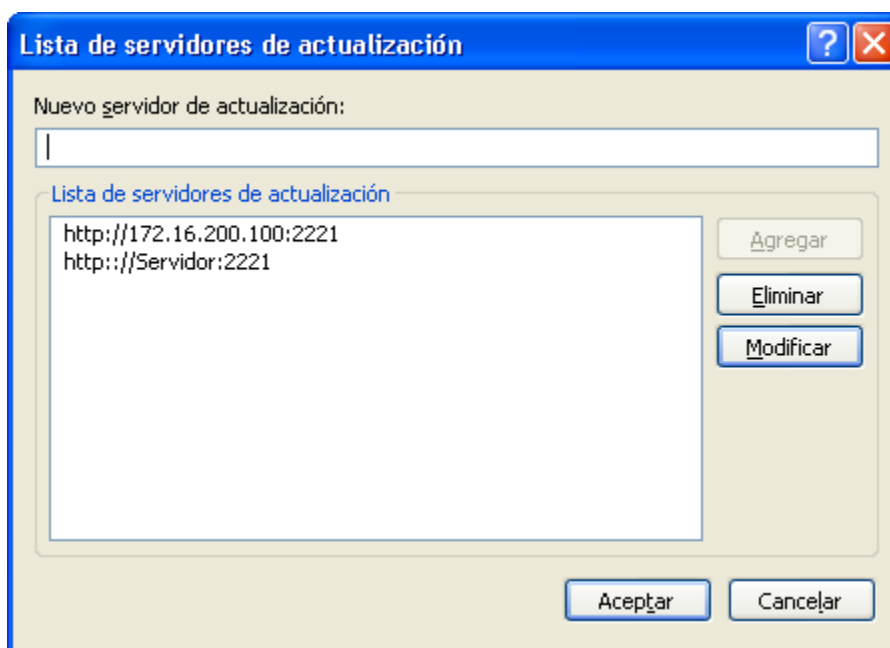 Lista de servidores de actualización
Nuevo servidor de actualización:
Lista de servidores de actualización
http://172.16.200.100:2221
http:://Servidor:2221
Agregar
Eliminar
Modificar
Aceptar
Cancelar